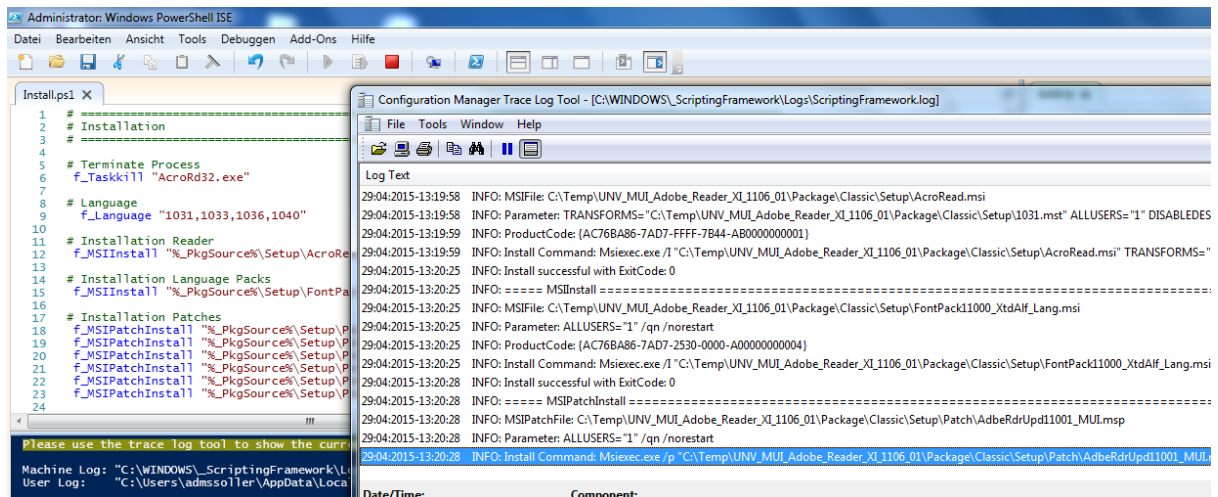 Administrator: Windows PowerShell ISE
Datei Bearbeiten Ansicht Tools Debuggen Add-Ons Hilfe
Install.ps1 X
1 # ==================================
2 # Installation
3 # ==================================
4
5 # Terminate Process
6 f_Taskkill "AcroRd32.exe"
7
8 # Language
9 f_Language "1031,1033,1036,1040"
10
11 # Installation Reader
12 f_MSIInstall "%_PkgSource%\Setup\AcroRe
13
14 # Installation Language Packs
15 f_MSIInstall "%_PkgSource%\Setup\FontPa
16
17 # Installation Patches
18 f_MSIPatchInstall "%_PkgSource%\Setup\P
19 f_MSIPatchInstall "%_PkgSource%\Setup\P
20 f_MSIPatchInstall "%_PkgSource%\Setup\P
21 f_MSIPatchInstall "%_PkgSource%\Setup\P
22 f_MSIPatchInstall "%_PkgSource%\Setup\P
23 f_MSIPatchInstall "%_PkgSource%\Setup\P
24
Please use the trace log tool to show the curr
Machine Log: "C:\WINDOWS\_ScriptingFramework\Lo
User Log: "C:\Users\admssoller\AppData\Loca
Configuration Manager Trace Log Tool - [C:\WINDOWS\_ScriptingFramework\Logs\ScriptingFramework.log]
File Tools Window Help
Log Text
29:04:2015-13:19:58 INFO: MSIFile: C:\Temp\UNV_MUI_Adobe_Reader_XI_1106_01\Package\Classic\Setup\AcroRead.msi
29:04:2015-13:19:58 INFO: Parameter: TRANSFORMS="C:\Temp\UNV_MUI_Adobe_Reader_XI_1106_01\Package\Classic\Setup\1031.mst" ALLUSERS="1" DISABLEDES
29:04:2015-13:19:59 INFO: ProductCode: {AC76BA86-7AD7-FFFF-7B44-AB0000000001}
29:04:2015-13:19:59 INFO: Install Command: Msiexec.exe /I "C:\Temp\UNV_MUI_Adobe_Reader_XI_1106_01\Package\Classic\Setup\AcroRead.msi" TRANSFORMS="
29:04:2015-13:20:25 INFO: Install successful with ExitCode: 0
29:04:2015-13:20:25 INFO: ===== MSIInstall ==================================
29:04:2015-13:20:25 INFO: MSIFile: C:\Temp\UNV_MUI_Adobe_Reader_XI_1106_01\Package\Classic\Setup\FontPack11000_XtdAlf_Lang.msi
29:04:2015-13:20:25 INFO: Parameter: ALLUSERS="1" /qn /norestart
29:04:2015-13:20:25 INFO: ProductCode: {AC76BA86-7AD7-2530-0000-A00000000004}
29:04:2015-13:20:25 INFO: Install Command: Msiexec.exe /I "C:\Temp\UNV_MUI_Adobe_Reader_XI_1106_01\Package\Classic\Setup\FontPack11000_XtdAlf_Lang.msi
29:04:2015-13:20:28 INFO: Install successful with ExitCode: 0
29:04:2015-13:20:28 INFO: ===== MSIPatchInstall ==================================
29:04:2015-13:20:28 INFO: MSIPatchFile: C:\Temp\UNV_MUI_Adobe_Reader_XI_1106_01\Package\Classic\Setup\Patch\AdbeRdrUpd11001_MUI.msp
29:04:2015-13:20:28 INFO: Parameter: ALLUSERS="1" /qn /norestart
29:04:2015-13:20:28 INFO: Install Command: Msiexec.exe /p "C:\Temp\UNV_MUI_Adobe_Reader_XI_1106_01\Package\Classic\Setup\Patch\AdbeRdrUpd11001_MUI.
Date/Time: Component: